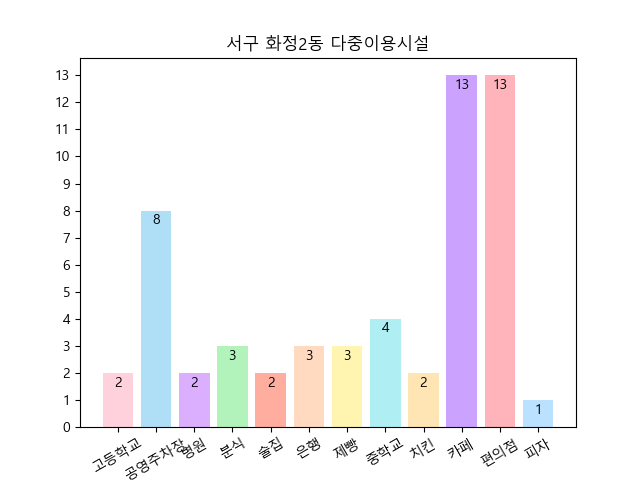 서구 화정2동 다중이용시설
13
12
11
10
9
8
7
6
5
4
3
2
1
0
2
8
2
3
2
3
3
4
2
13
13
1
고등학교
공영주차장
병원
분식
술집
은행
제빵
중학교
치킨
카페
편의점
피자